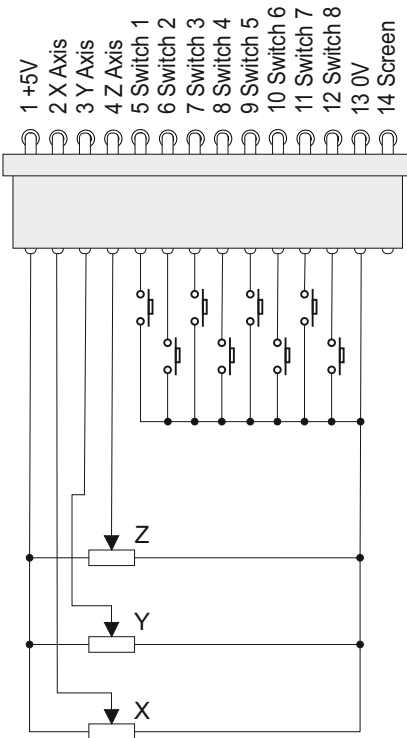 1 +5V
2 X Axis
3 Y Axis
4 Z Axis
5 Switch 1
6 Switch 2
7 Switch 3
8 Switch 4
9 Switch 5
10 Switch 6
11 Switch 7
12 Switch 8
13 0V
14 Screen
Z
Y
X